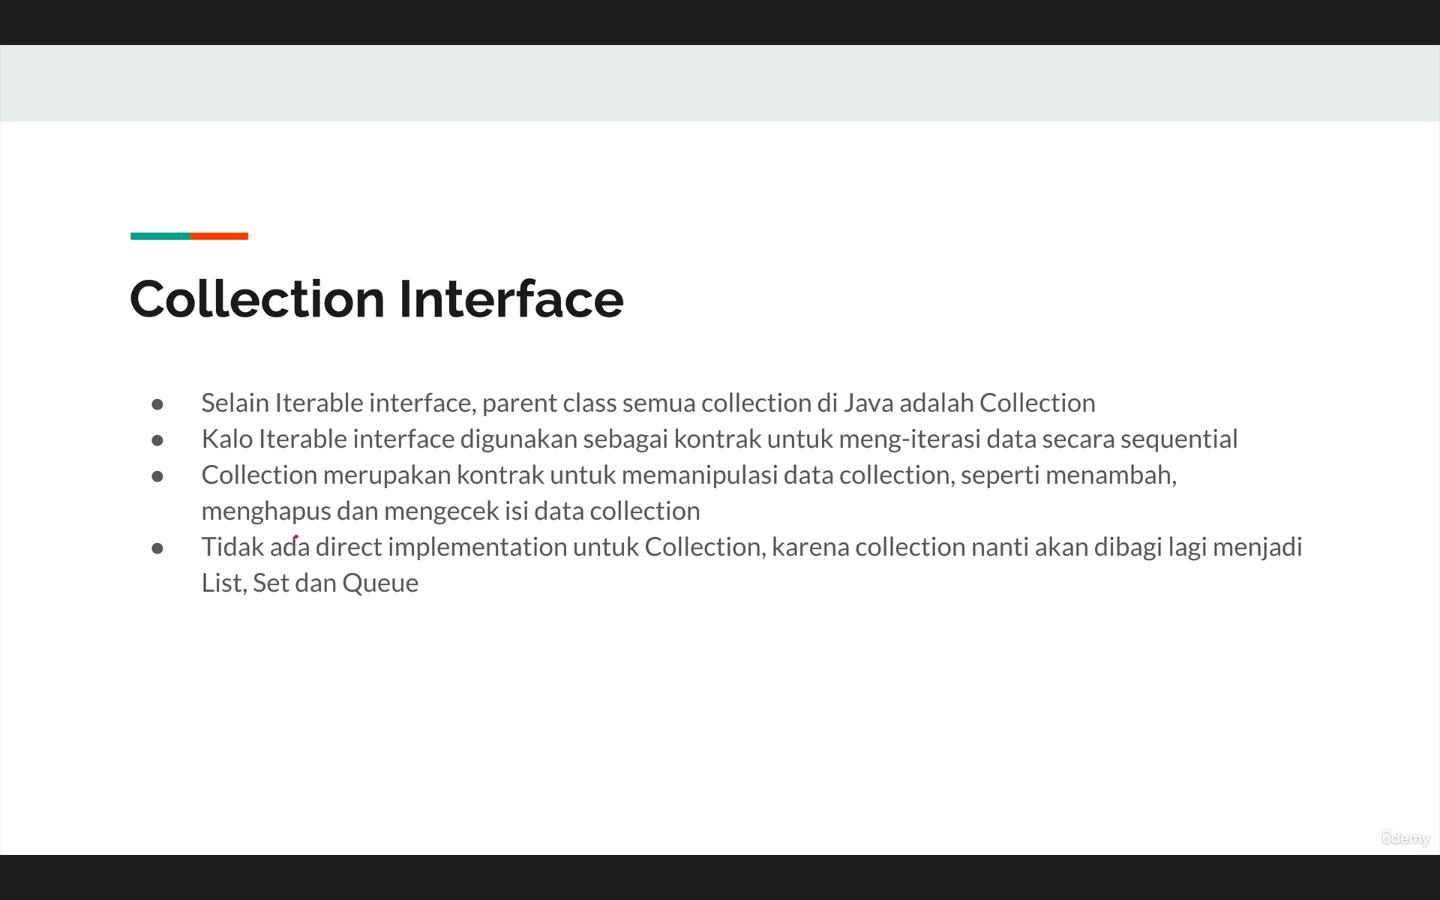 Collection Interface
● Selain Iterable interface, parent class semua collection di Java adalah Collection
● Kalo Iterable interface digunakan sebagai kontrak untuk meng-iterasi data secara sequential
● Collection merupakan kontrak untuk memanipulasi data collection, seperti menambah,
menghapus dan mengecek isi data collection
● Tidak ada direct implementation untuk Collection, karena collection nanti akan dibagi lagi menjadi
List, Set dan Queue
ûdemy